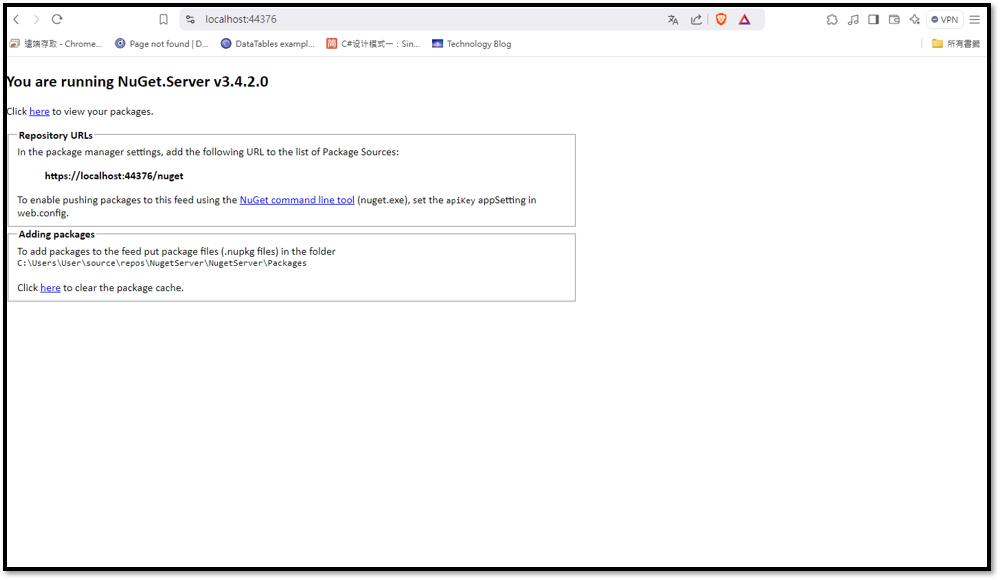 localhost:44376
VPN
遠端存取 - Chrome...
Page not found | D...
DataTables exampl...
C#设计模式一：Sin...
Technology Blog
所有書籤
You are running NuGet.Server v3.4.2.0
Click here to view your packages.
Repository URLs
In the package manager settings, add the following URL to the list of Package Sources:
https://localhost:44376/nuget
To enable pushing packages to this feed using the NuGet command line tool (nuget.exe), set the apiKey appSetting in
web.config.
Adding packages
To add packages to the feed put package files (.nupkg files) in the folder
C:\Users\User\source\repos\NugetServer\NugetServer\Packages
Click here to clear the package cache.